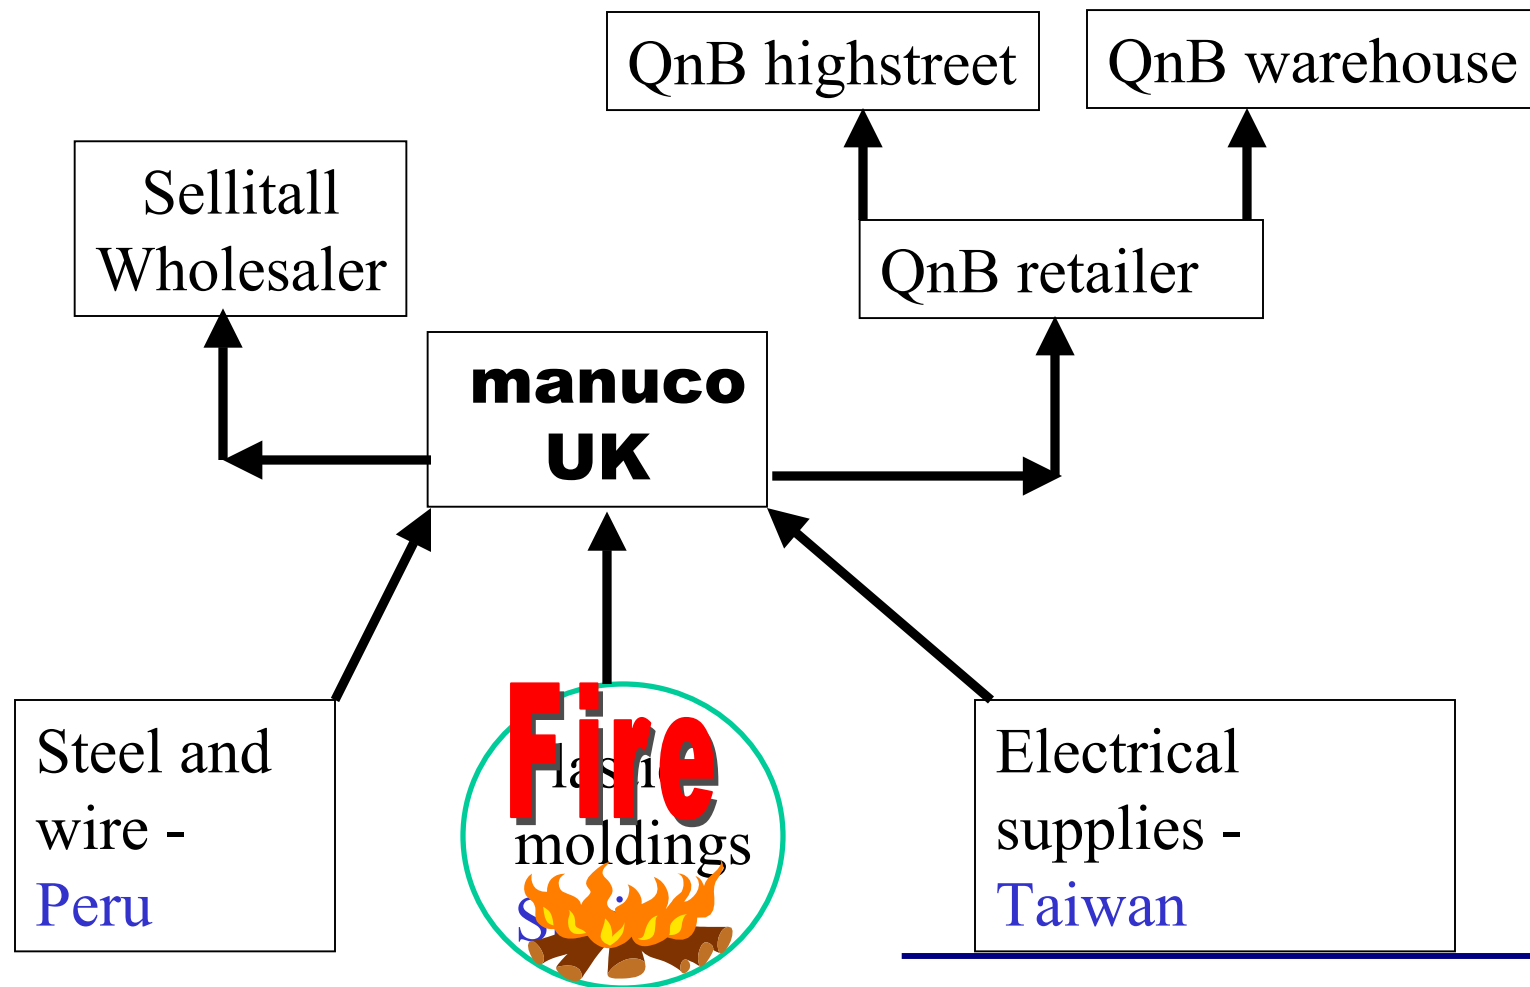 QnB highstreet
QnB warehouse
Sellitall
Wholesaler
QnB retailer
manuco
UK
Steel and
wire -
Peru
Fire
moldings
Electrical
supplies -
Taiwan